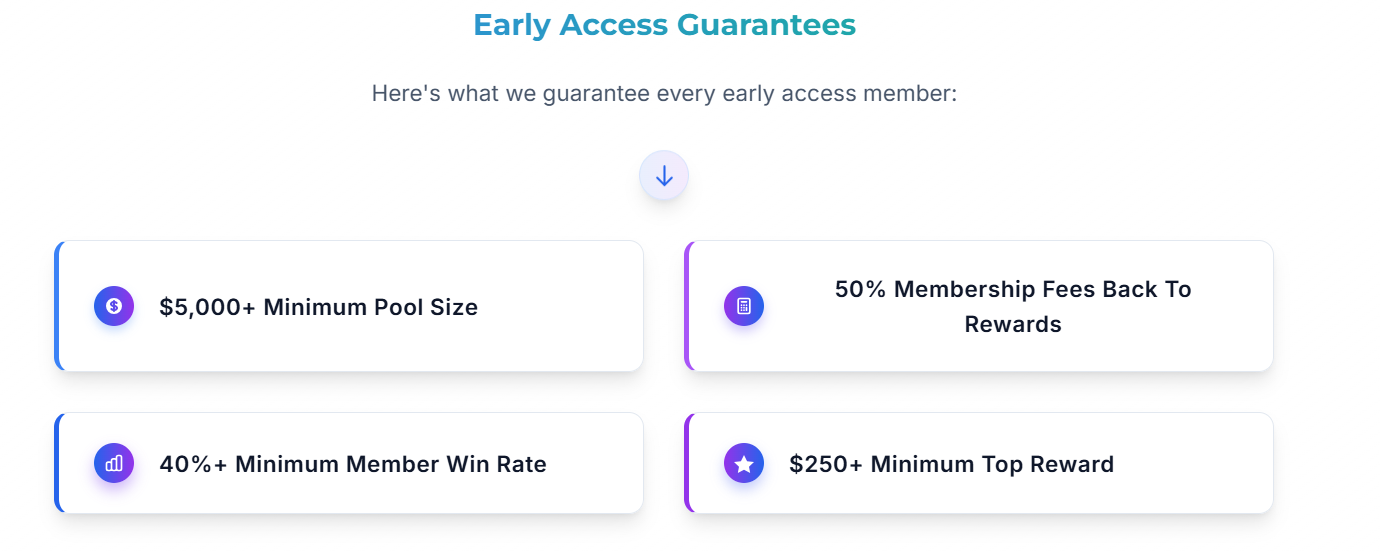 Early Access Guarantees
Here's what we guarantee every early access member:
$5,000+ Minimum Pool Size
50% Membership Fees Back To
Rewards
40%+ Minimum Member Win Rate
$250+ Minimum Top Reward